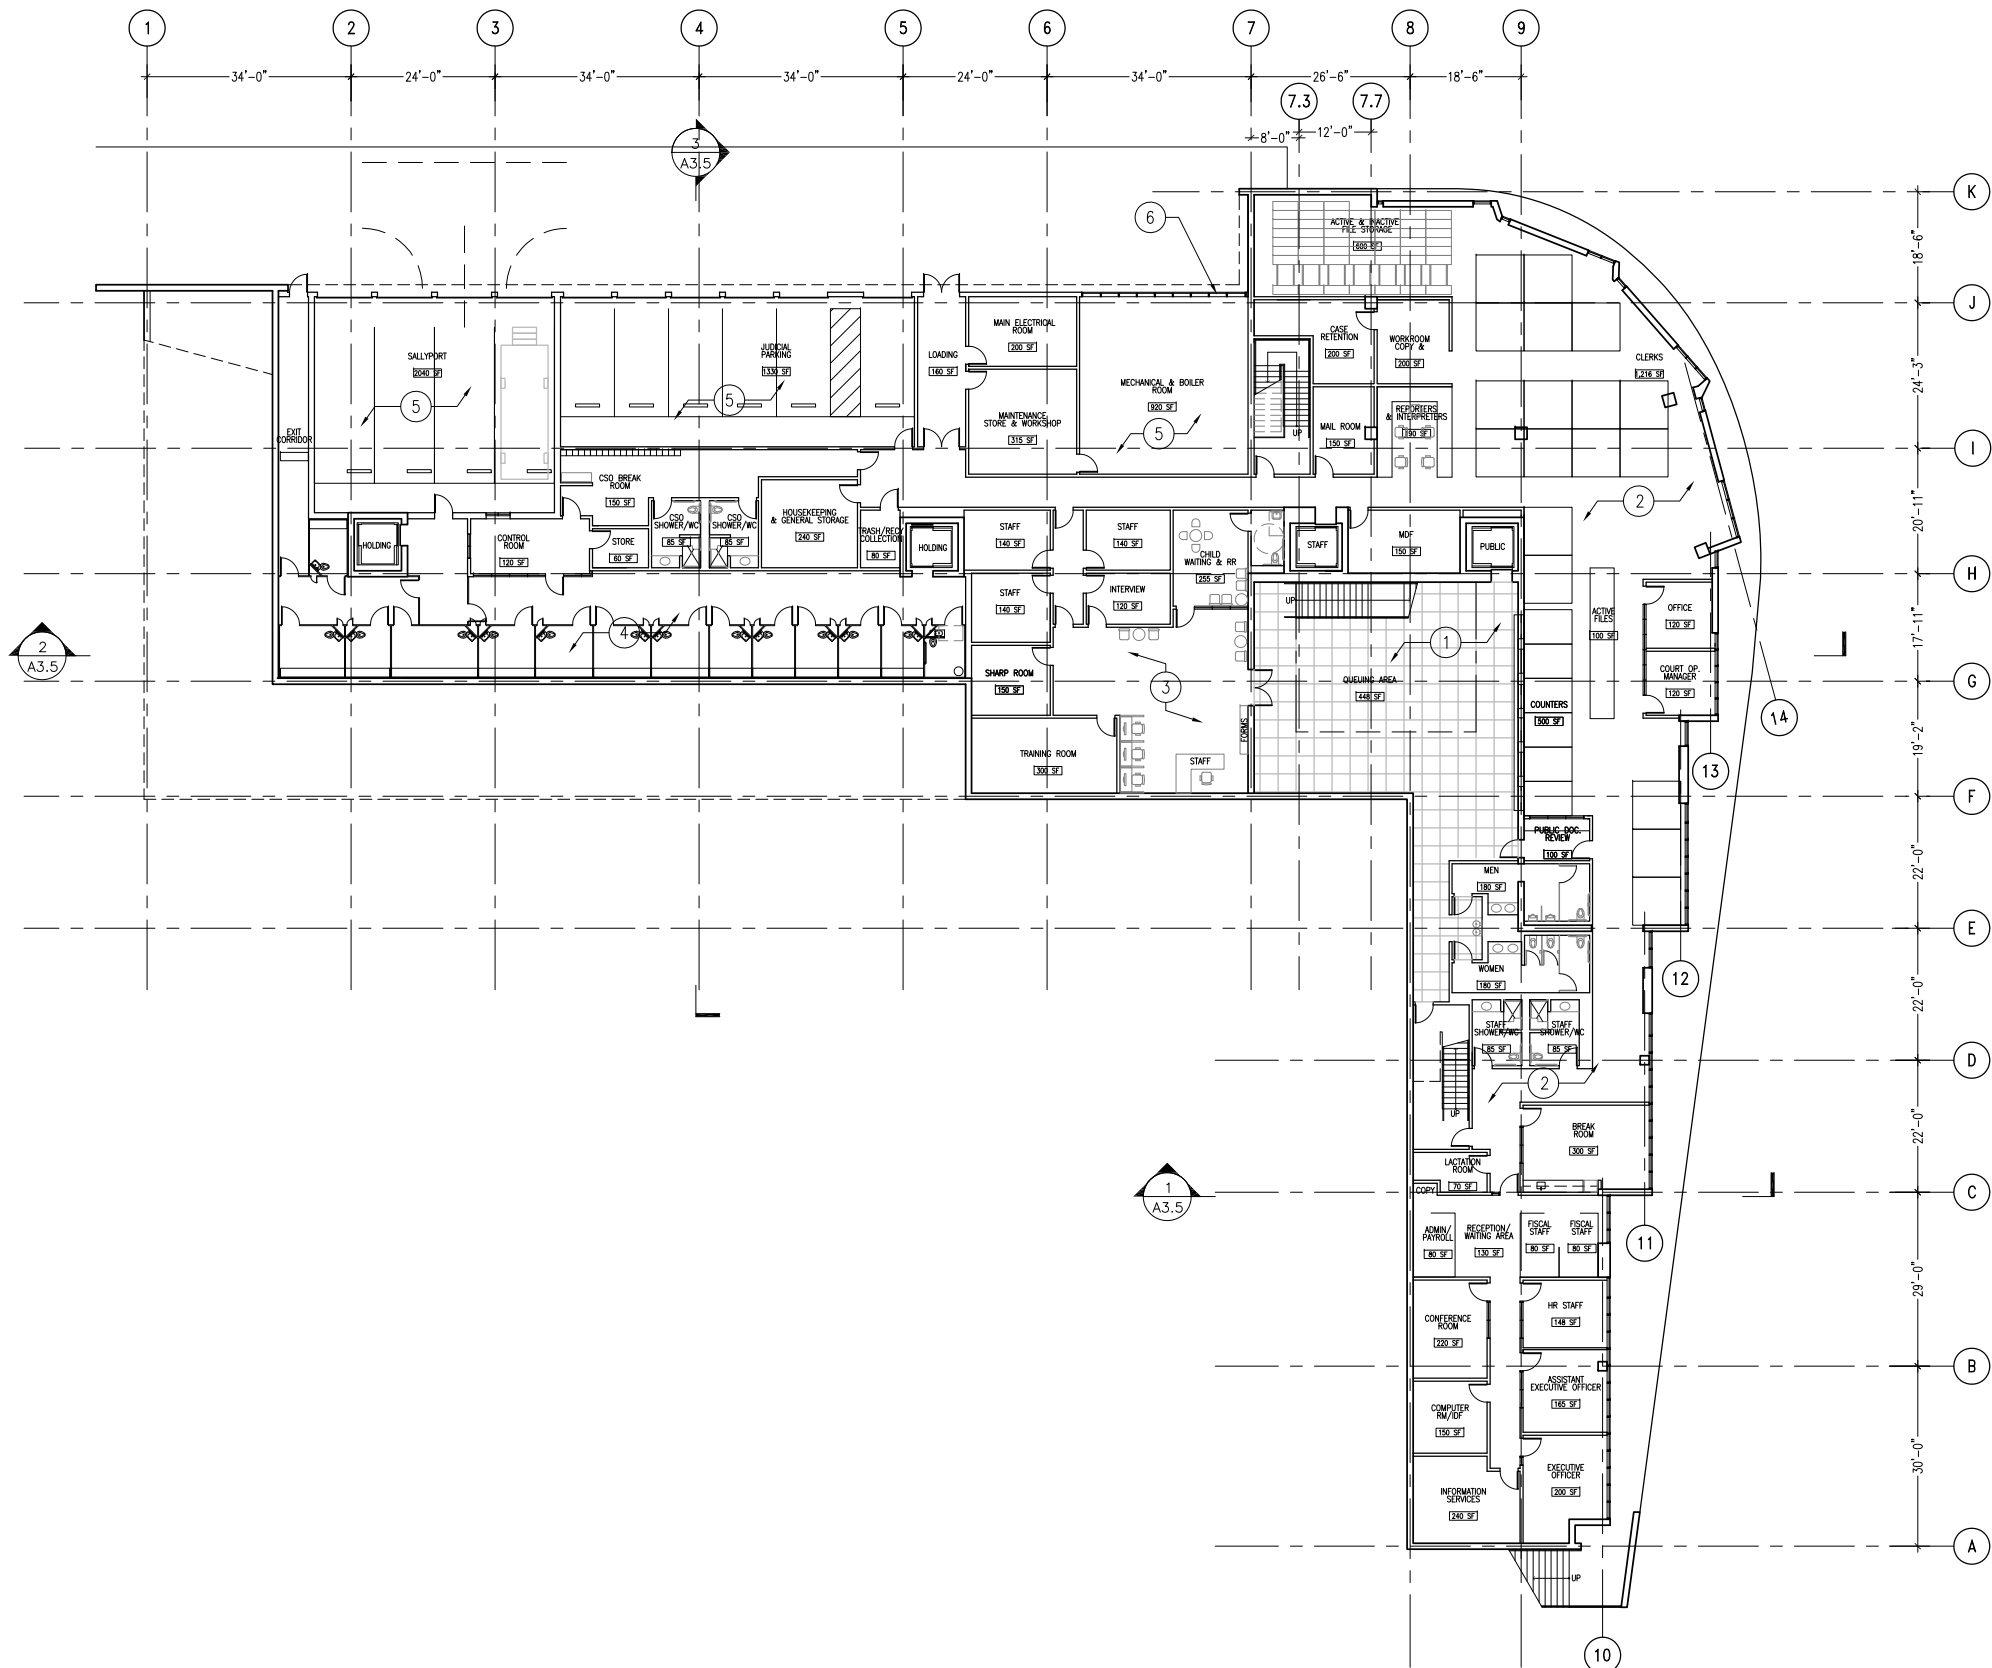 1
2
3
4
5
6
7
8
9
34'-0"
24'-0"
34'-0"
34'-0"
24'-0"
34'-0"
26'-6"
18'-6"
7.3
7.7
8'-0"
12'-0"
3
A3.5
K
6
ACTIVE & INACTIVE
FILE STORAGE
600 SF
18'-6"
J
MAIN ELECTRICAL
ROOM
200 SF
CASE
RETENTION
200 SF
WORKROOM
COPY &
200 SF
SALLYPORT
2040 SF
JUDICIAL
PARKING
1330 SF
LOADING
160 SF
CLERKS
1,216 SF
24'-3"
5
5
MECHANICAL & BOILER
ROOM
920 SF
MAINTENANCE
STORE & WORKSHOP
315 SF
5
REPORTERS
& INTERPRETERS
190 SF
EXIT
CORRIDOR
UP
MAIL ROOM
150 SF
I
CSO BREAK
ROOM
150 SF
2
20'-11"
CSO
SHOWER/WC
85 SF
CSO
SHOWER/WC
85 SF
HOUSEKEEPING
& GENERAL STORAGE
240 SF
TRASH/RECY
COLLECTION
80 SF
STAFF
140 SF
STAFF
140 SF
HOLDING
CONTROL
ROOM
120 SF
STORE
60 SF
HOLDING
CHILD
WAITING & RR
255 SF
STAFF
MDF
150 SF
PUBLIC
H
STAFF
140 SF
INTERVIEW
120 SF
UP
ACTIVE
FILES
100 SF
OFFICE
120 SF
17'-11"
4
1
2
A3.5
SHARP ROOM
150 SF
3
QUEUING AREA
448 SF
COURT OP.
MANAGER
120 SF
G
COUNTERS
500 SF
14
FORMS
TRAINING ROOM
300 SF
STAFF
19'-2"
13
F
PUBLIC DOC.
REVIEW
100 SF
22'-0"
MEN
180 SF
E
WOMEN
180 SF
12
22'-0"
STAFF
SHOWER/WC
85 SF
STAFF
SHOWER/WC
85 SF
D
2
UP
22'-0"
BREAK
ROOM
300 SF
LACTATION
ROOM
70 SF
1
A3.5
COPY
C
ADMIN/
PAYROLL
80 SF
RECEPTION/
WAITING AREA
130 SF
FISCAL
STAFF
80 SF
FISCAL
STAFF
80 SF
11
29'-0"
CONFERENCE
ROOM
220 SF
HR STAFF
148 SF
B
ASSISTANT
EXECUTIVE OFFICER
165 SF
COMPUTER
RM/IDF
150 SF
30'-0"
EXECUTIVE
OFFICER
200 SF
INFORMATION
SERVICES
240 SF
A
UP
10